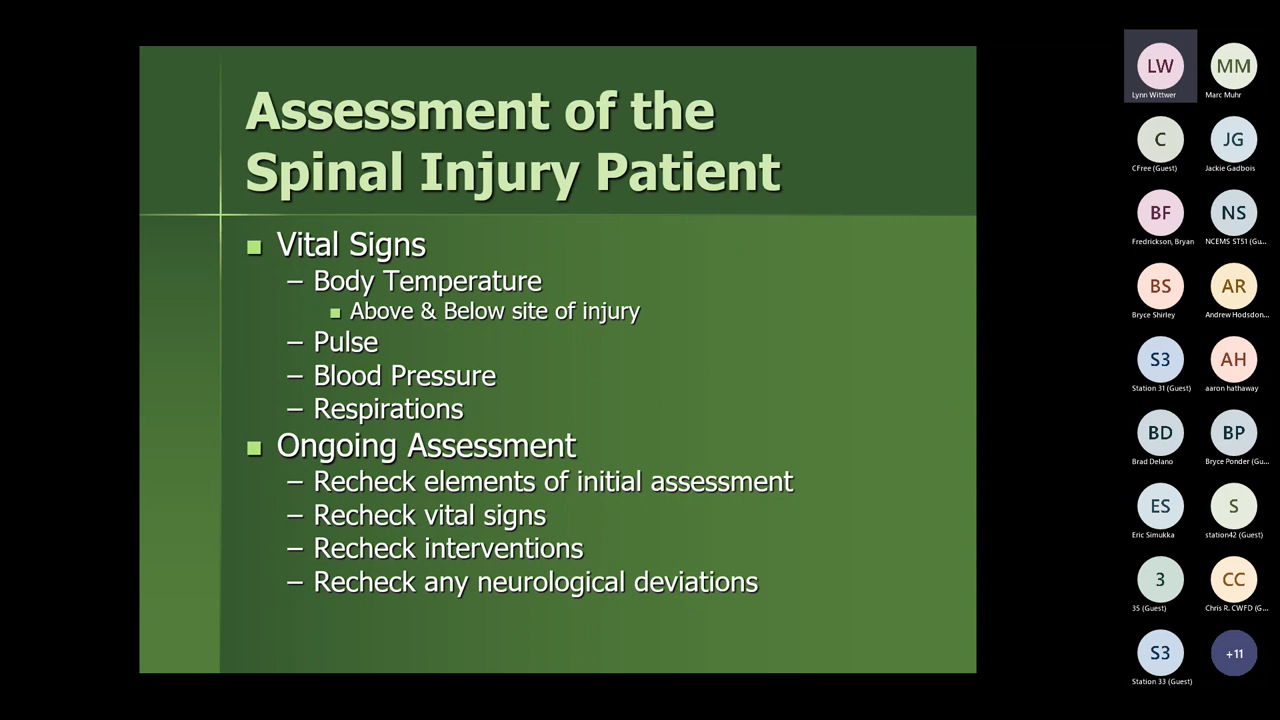 Assessment of the
Spinal Injury Patient
Vital Signs
– Body Temperature
Above & Below site of injury
– Pulse
– Blood Pressure
– Respirations
Ongoing Assessment
– Recheck elements of initial assessment
– Recheck vital signs
– Recheck interventions
– Recheck any neurological deviations
LW MM
Lynn Wittwer Marc Muhr
C JG
CFree (Guest) Jackie Gadbois
BF NS
Fredrickson, Bryan NCEMS ST51 (Gu...
BS AR
Bryce Shirley Andrew Hodsdon...
S3 AH
Station 31 (Guest) aaron hathaway
BD BP
Brad Delano Bryce Ponder (Gu...
ES S
Eric Simukka station42 (Guest)
3 CC
35 (Guest) Chris R. CWFD (G...
S3 +11
Station 33 (Guest)